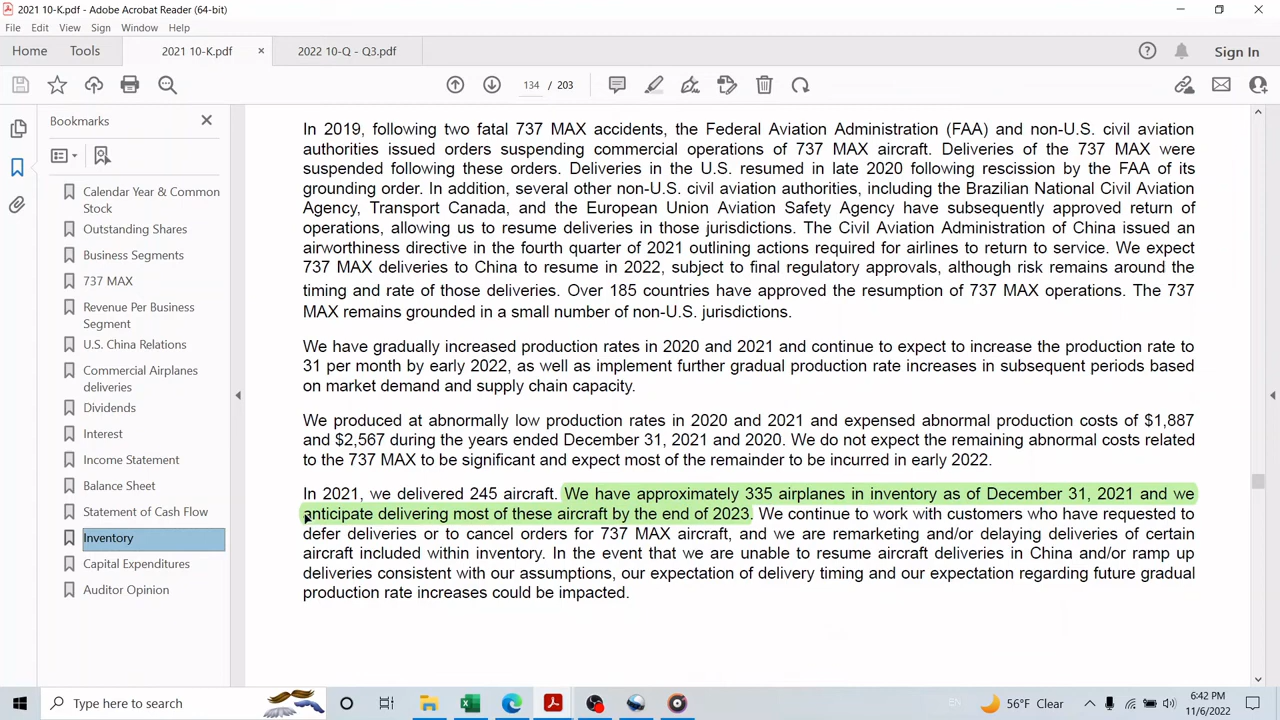 2021 10-K.pdf - Adobe Acrobat Reader (64-bit)
File Edit View Sign Window Help
Home Tools 2021 10-K.pdf × 2022 10-Q - Q3.pdf Sign In
134 / 203
Bookmarks
Calendar Year & Common
Stock
Outstanding Shares
Business Segments
737 MAX
Revenue Per Business
Segment
U.S. China Relations
Commercial Airplanes
deliveries
Dividends
Interest
Income Statement
Balance Sheet
Statement of Cash Flow
Inventory
Capital Expenditures
Auditor Opinion
In 2019, following two fatal 737 MAX accidents, the Federal Aviation Administration (FAA) and non-U.S. civil aviation
authorities issued orders suspending commercial operations of 737 MAX aircraft. Deliveries of the 737 MAX were
suspended following these orders. Deliveries in the U.S. resumed in late 2020 following rescission by the FAA of its
grounding order. In addition, several other non-U.S. civil aviation authorities, including the Brazilian National Civil Aviation
Agency, Transport Canada, and the European Union Aviation Safety Agency have subsequently approved return of
operations, allowing us to resume deliveries in those jurisdictions. The Civil Aviation Administration of China issued an
airworthiness directive in the fourth quarter of 2021 outlining actions required for airlines to return to service. We expect
737 MAX deliveries to China to resume in 2022, subject to final regulatory approvals, although risk remains around the
timing and rate of those deliveries. Over 185 countries have approved the resumption of 737 MAX operations. The 737
MAX remains grounded in a small number of non-U.S. jurisdictions.
We have gradually increased production rates in 2020 and 2021 and continue to expect to increase the production rate to
31 per month by early 2022, as well as implement further gradual production rate increases in subsequent periods based
on market demand and supply chain capacity.
We produced at abnormally low production rates in 2020 and 2021 and expensed abnormal production costs of $1,887
and $2,567 during the years ended December 31, 2021 and 2020. We do not expect the remaining abnormal costs related
to the 737 MAX to be significant and expect most of the remainder to be incurred in early 2022.
In 2021, we delivered 245 aircraft. We have approximately 335 airplanes in inventory as of December 31, 2021 and we
anticipate delivering most of these aircraft by the end of 2023. We continue to work with customers who have requested to
defer deliveries or to cancel orders for 737 MAX aircraft, and we are remarketing and/or delaying deliveries of certain
aircraft included within inventory. In the event that we are unable to resume aircraft deliveries in China and/or ramp up
deliveries consistent with our assumptions, our expectation of delivery timing and our expectation regarding future gradual
production rate increases could be impacted.
Type here to search
56°F Clear
6:42 PM
11/6/2022